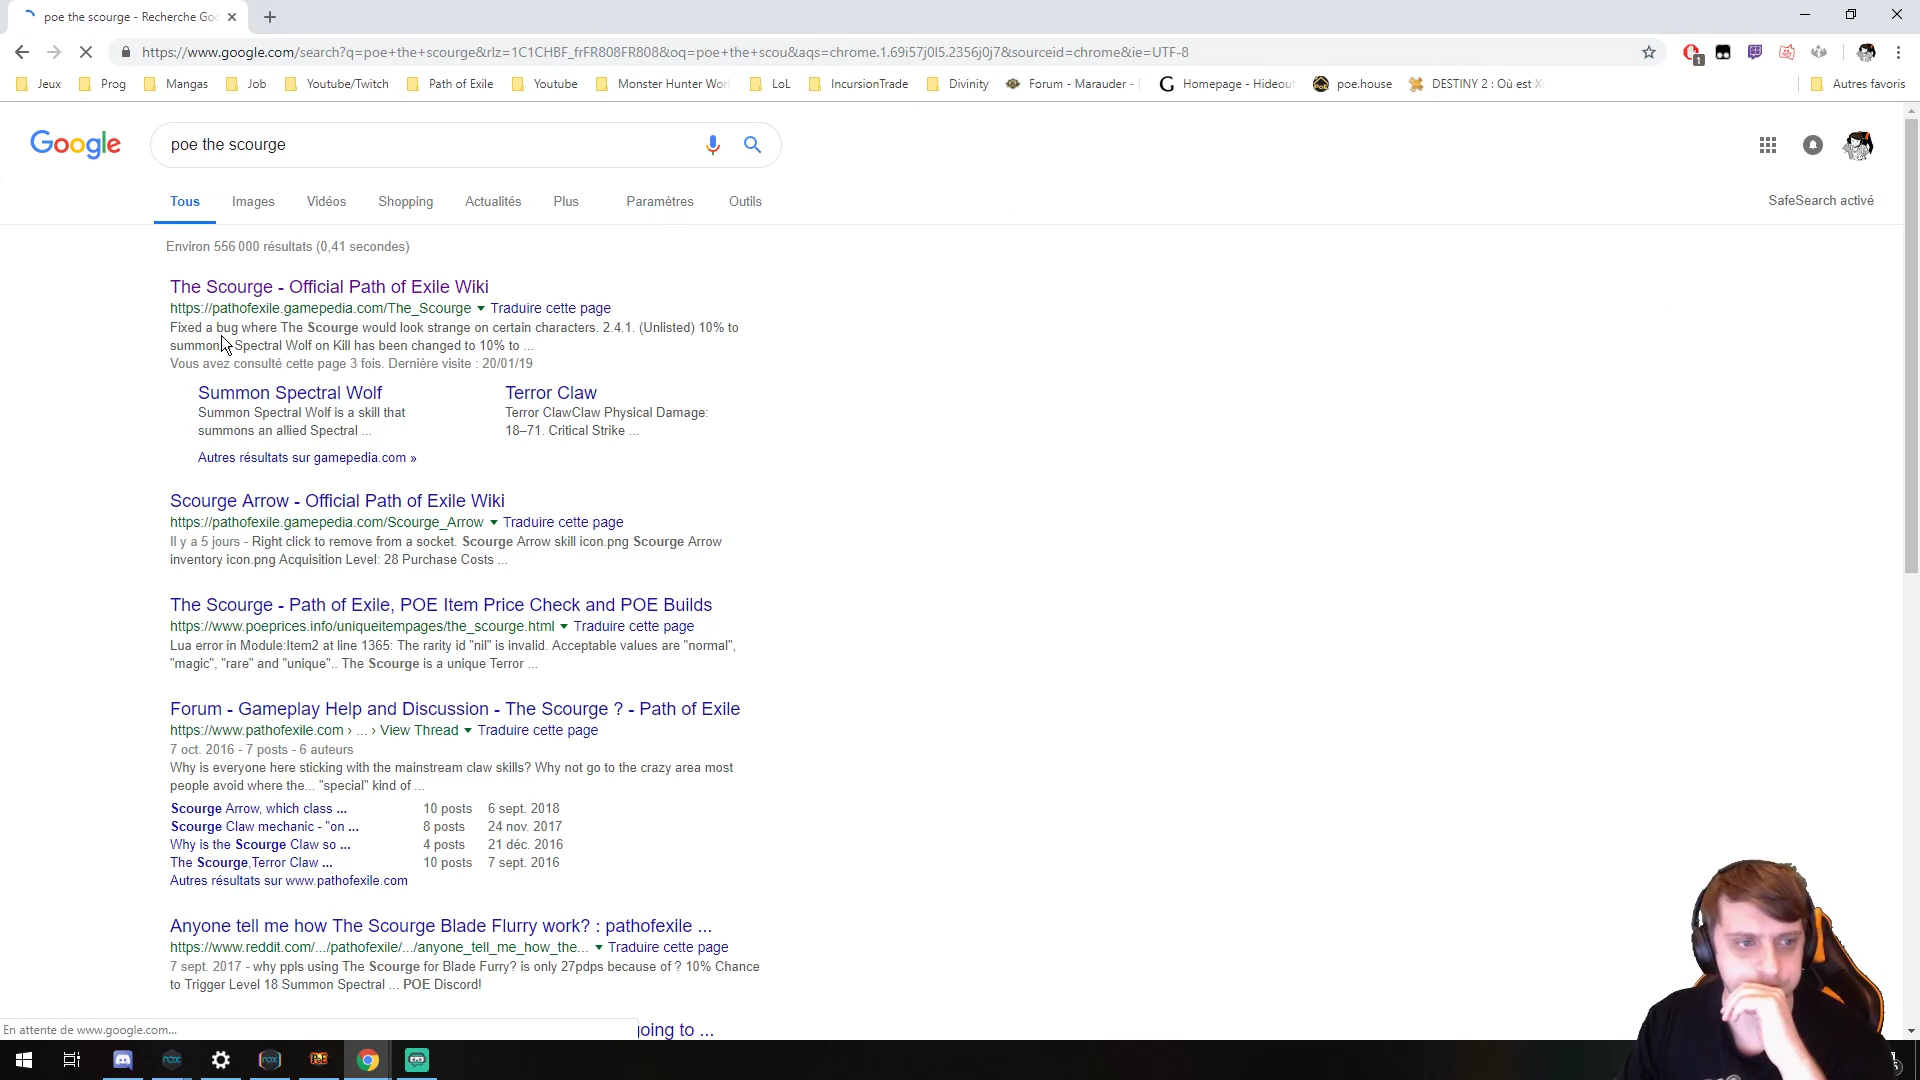 poe the scourge - Recherche Goo
https://www.google.com/search?q=poe+the+scourge&rlz=1C1CHBF_frFR808FR808&oq=poe+the+scou&aqs=chrome.1.69i57j0l5.2356j0j7&sourceid=chrome&ie=UTF-8
1
Jeux Prog Mangas Job Youtube/Twitch Path of Exile Youtube Monster Hunter Worl LoL IncursionTrade Divinity Forum - Marauder - Homepage - Hideout poe.house DESTINY 2 : Où est X Autres favoris
Google
poe the scourge
Tous Images Vidéos Shopping Actualités Plus Paramètres Outils SafeSearch activé
Environ 556 000 résultats (0,41 secondes)
The Scourge - Official Path of Exile Wiki
https://pathofexile.gamepedia.com/The_Scourge Traduire cette page
Fixed a bug where The Scourge would look strange on certain characters. 2.4.1. (Unlisted) 10% to
summon Spectral Wolf on Kill has been changed to 10% to ...
Vous avez consulté cette page 3 fois. Dernière visite : 20/01/19
Summon Spectral Wolf Terror Claw
Summon Spectral Wolf is a skill that Terror ClawClaw Physical Damage:
summons an allied Spectral ... 18–71. Critical Strike ...
Autres résultats sur gamepedia.com »
Scourge Arrow - Official Path of Exile Wiki
https://pathofexile.gamepedia.com/Scourge_Arrow Traduire cette page
Il y a 5 jours - Right click to remove from a socket. Scourge Arrow skill icon.png Scourge Arrow
inventory icon.png Acquisition Level: 28 Purchase Costs ...
The Scourge - Path of Exile, POE Item Price Check and POE Builds
https://www.poeprices.info/uniqueitempages/the_scourge.html Traduire cette page
Lua error in Module:Item2 at line 1365: The rarity id "nil" is invalid. Acceptable values are "normal",
"magic", "rare" and "unique".. The Scourge is a unique Terror ...
Forum - Gameplay Help and Discussion - The Scourge ? - Path of Exile
https://www.pathofexile.com › ... › View Thread Traduire cette page
7 oct. 2016 - 7 posts - 6 auteurs
Why is everyone here sticking with the mainstream claw skills? Why not go to the crazy area most
people avoid where the... "special" kind of ...
Scourge Arrow, which class ... 10 posts 6 sept. 2018
Scourge Claw mechanic - "on ... 8 posts 24 nov. 2017
Why is the Scourge Claw so ... 4 posts 21 déc. 2016
The Scourge,Terror Claw ... 10 posts 7 sept. 2016
Autres résultats sur www.pathofexile.com
Anyone tell me how The Scourge Blade Flurry work? : pathofexile ...
https://www.reddit.com/.../pathofexile/.../anyone_tell_me_how_the... Traduire cette page
7 sept. 2017 - why ppls using The Scourge for Blade Furry? is only 27pdps because of ? 10% Chance
to Trigger Level 18 Summon Spectral ... POE Discord!
En attente de www.google.com... going to ...
nox nox PoE